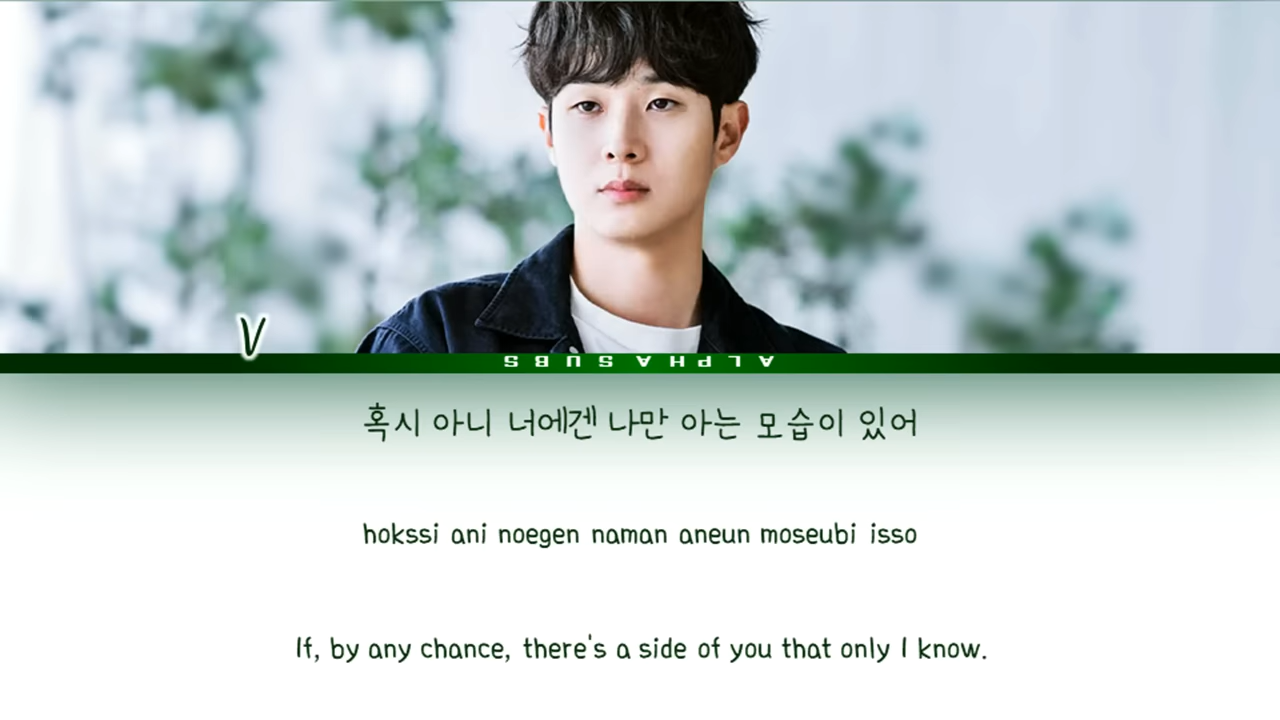 V
ALPHASUBS
혹시 아니 너에겐 나만 아는 모습이 있어
hokssi ani noegen naman aneun moseubi isso
If, by any chance, there's a side of you that only I know.